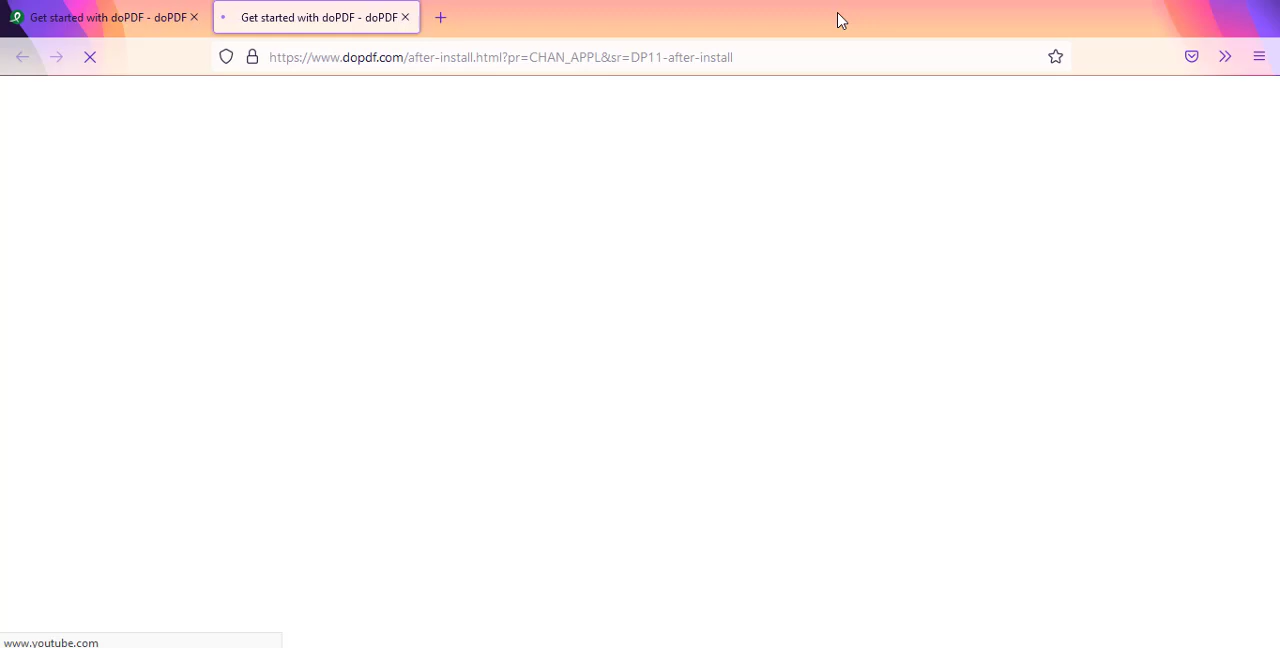 Get started with doPDF - doPDF
Get started with doPDF - doPDF
https://www.dopdf.com/after-install.html?pr=CHAN_APPL&sr=DP11-after-install
www.youtube.com